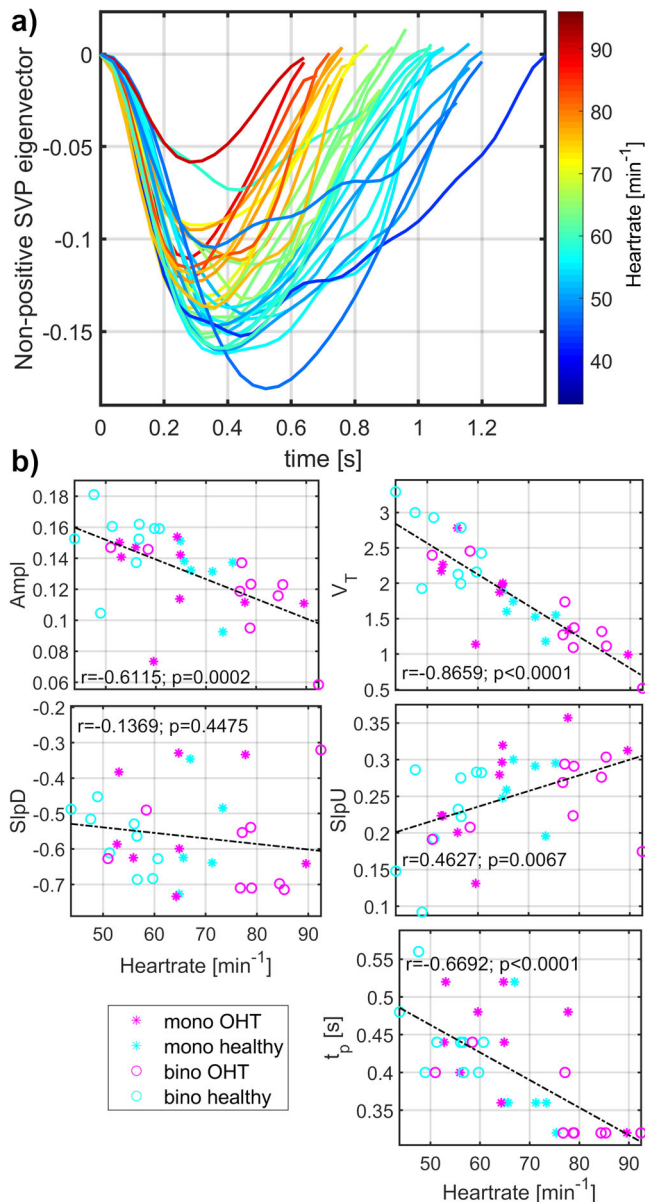 a)
0
-0.05
-0.1
-0.15
Non-positive SVP eigenvector
0 0.2 0.4 0.6 0.8 1 1.2
time [s]
90
80
70
60
50
40
Heartrate [min⁻¹]
b)
0.18
0.16
0.14
0.12
0.1
0.08
0.06
Ampl
r=-0.6115; p=0.0002
3
2.5
2
1.5
1
0.5
V_T
r=-0.8659; p<0.0001
-0.2
-0.3
-0.4
-0.5
-0.6
-0.7
SlpD
r=-0.1369; p=0.4475
50 60 70 80 90
Heartrate [min⁻¹]
0.35
0.3
0.25
0.2
0.15
0.1
SlpU
r=0.4627; p=0.0067
0.55
0.5
0.45
0.4
0.35
t_p [s]
r=-0.6692; p<0.0001
50 60 70 80 90
Heartrate [min⁻¹]
mono OHT
mono healthy
bino OHT
bino healthy